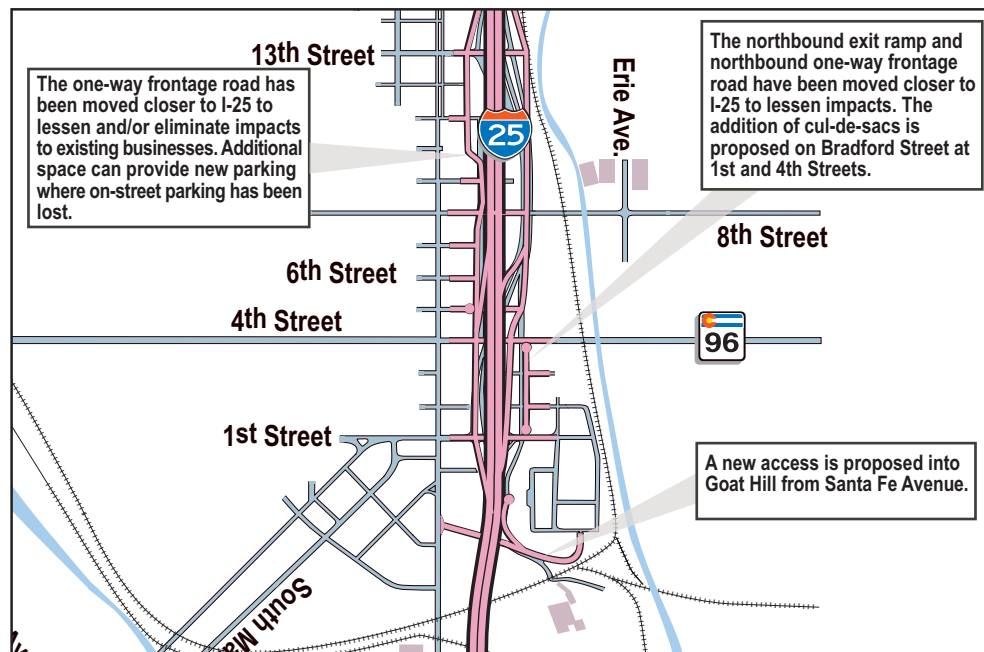 13th Street
The one-way frontage road has
been moved closer to I-25 to
lessen and/or eliminate impacts
to existing businesses. Additional
space can provide new parking
where on-street parking has been
lost.
25
Erie Ave.
The northbound exit ramp and
northbound one-way frontage
road have been moved closer to
I-25 to lessen impacts. The
addition of cul-de-sacs is
proposed on Bradford Street at
1st and 4th Streets.
8th Street
6th Street
4th Street
96
1st Street
A new access is proposed into
Goat Hill from Santa Fe Avenue.
South Ma